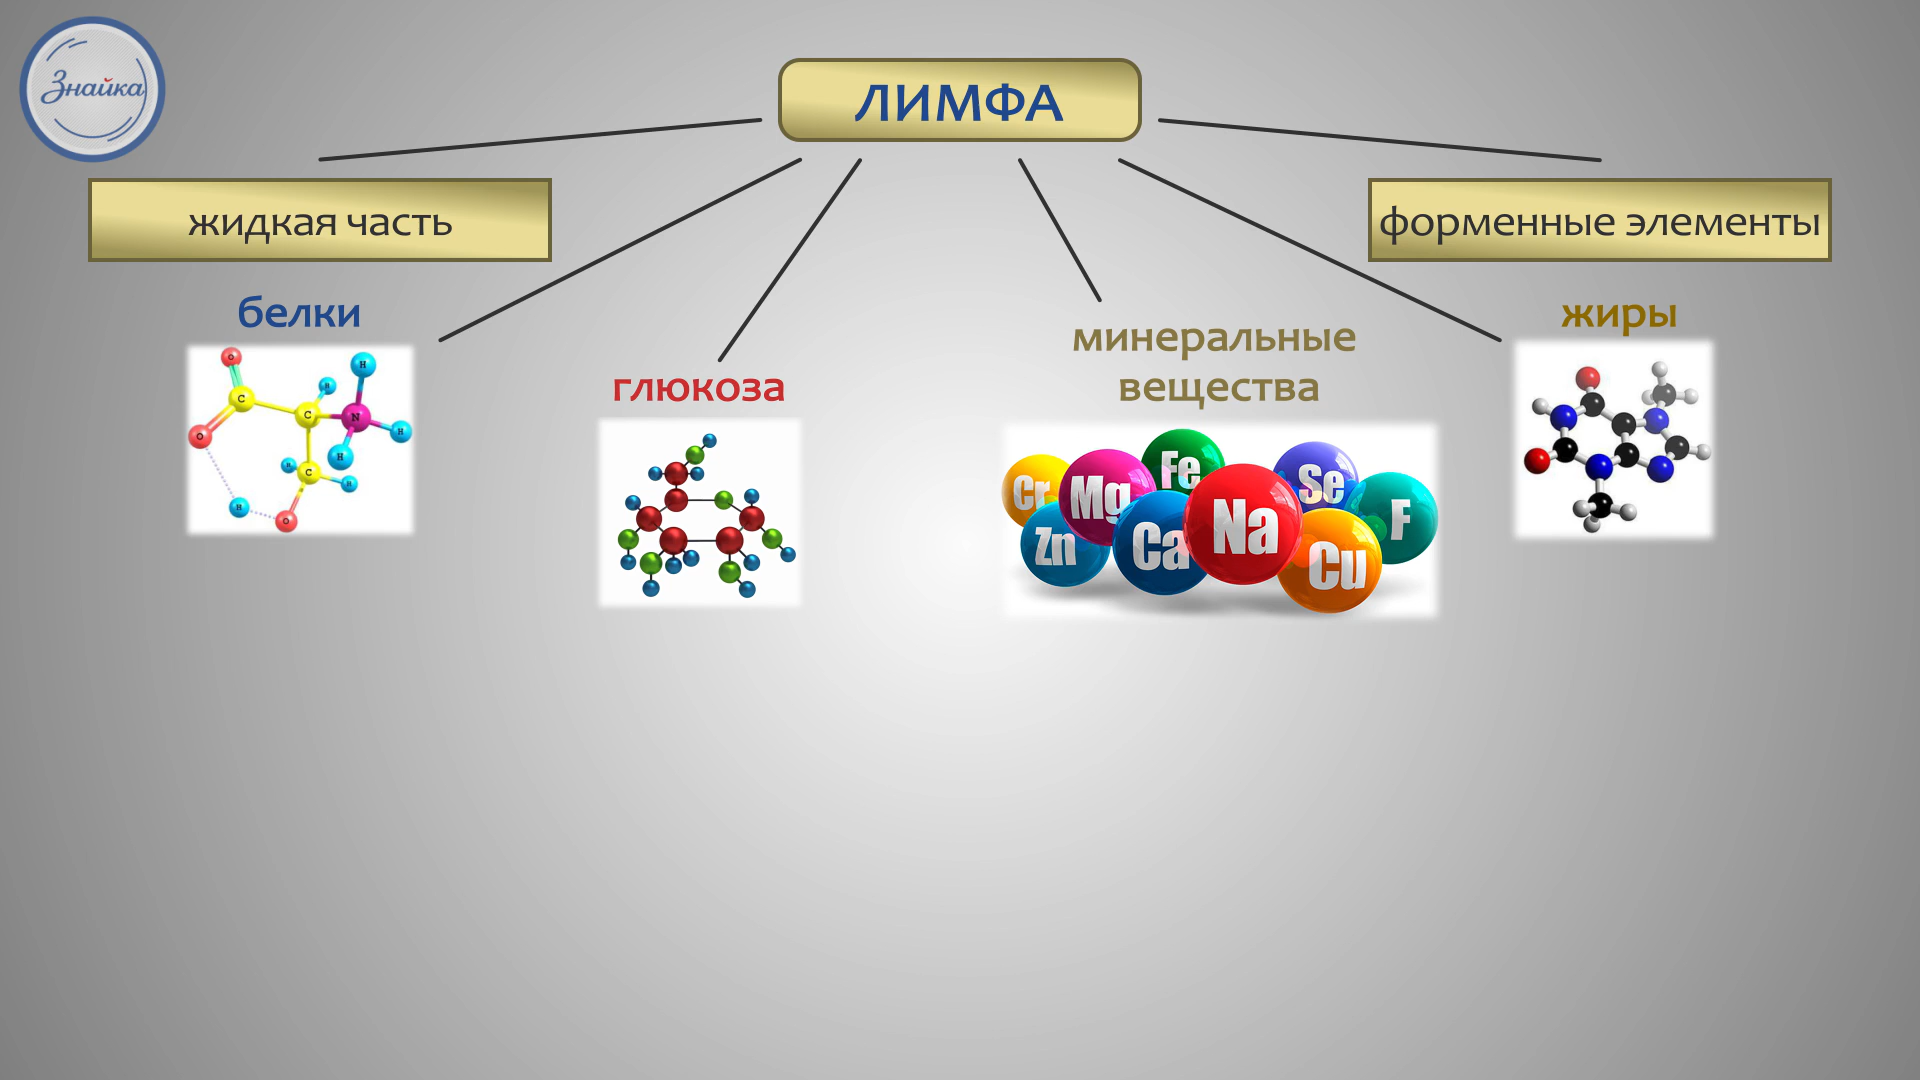 Знайка
ЛИМФА
жидкая часть
форменные элементы
белки
жиры
минеральные
вещества
глюкоза
O
H
H
C
C
N
H
O
H
H
C
H
H
O
Fe
Se
Cr
Mg
F
Na
Zn
Ca
Cu